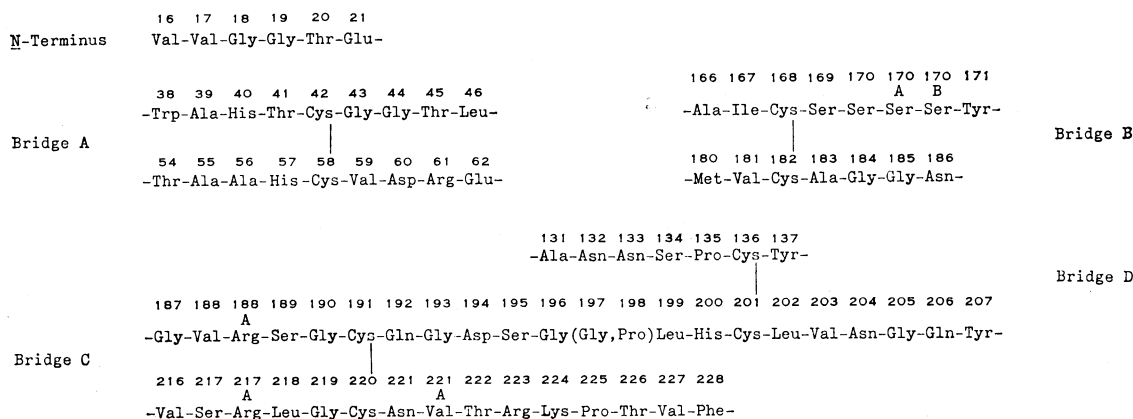 16 17 18 19 20 21
N-Terminus Val-Val-Gly-Gly-Thr-Glu-
38 39 40 41 42 43 44 45 46
-Trp-Ala-His-Thr-Cys-Gly-Gly-Thr-Leu-
Bridge A
54 55 56 57 58 59 60 61 62
-Thr-Ala-Ala-His-Cys-Val-Asp-Arg-Glu-
166 167 168 169 170 170 170 171
A B
-Ala-Ile-Cys-Ser-Ser-Ser-Ser-Tyr-
Bridge B
180 181 182 183 184 185 186
-Met-Val-Cys-Ala-Gly-Gly-Asn-
131 132 133 134 135 136 137
-Ala-Asn-Asn-Ser-Pro-Cys-Tyr-
Bridge D
187 188 188 189 190 191 192 193 194 195 196 197 198 199 200 201 202 203 204 205 206 207
A
-Gly-Val-Arg-Ser-Gly-Cys-Gln-Gly-Asp-Ser-Gly(Gly,Pro)Leu-His-Cys-Leu-Val-Asn-Gly-Gln-Tyr-
Bridge C
216 217 217 218 219 220 221 221 222 223 224 225 226 227 228
A A
-Val-Ser-Arg-Leu-Gly-Cys-Asn-Val-Thr-Arg-Lys-Pro-Thr-Val-Phe-